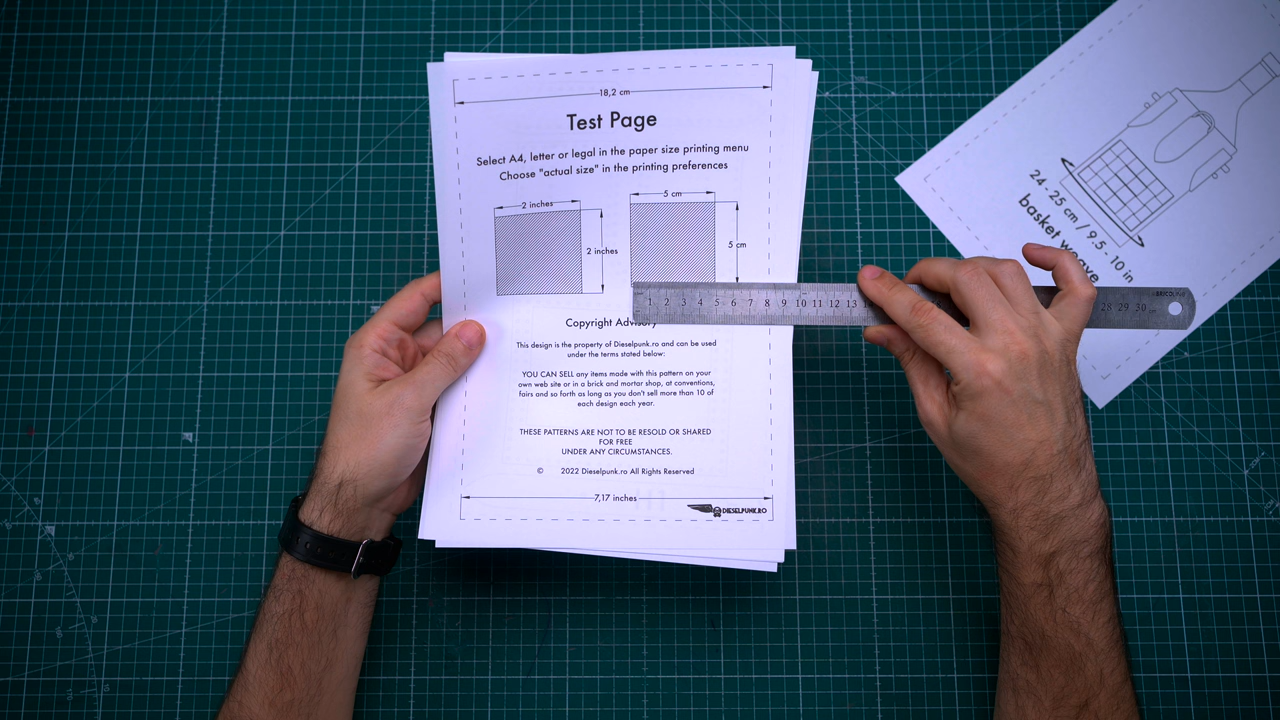 18,2 cm
Test Page
Select A4, letter or legal in the paper size printing menu
Choose "actual size" in the printing preferences
2 inches
5 cm
2 inches
5 cm
1 2 3 4 5 6 7 8 9 10 11 12 13 28 29 30
BRICOLUX
Copyright Advisory
This design is the property of Dieselpunk.ro and can be used
under the terms stated below:
YOU CAN SELL any items made with this pattern on your
own web site or in a brick and mortar shop, at conventions,
fairs and so forth as long as you don't sell more than 10 of
each design each year.
THESE PATTERNS ARE NOT TO BE RESOLD OR SHARED
FOR FREE
UNDER ANY CIRCUMSTANCES.
© 2022 Dieselpunk.ro All Rights Reserved
7,17 inches
DIESELPUNK.RO
24 - 25 cm / 9.5 - 10 in
basket weave